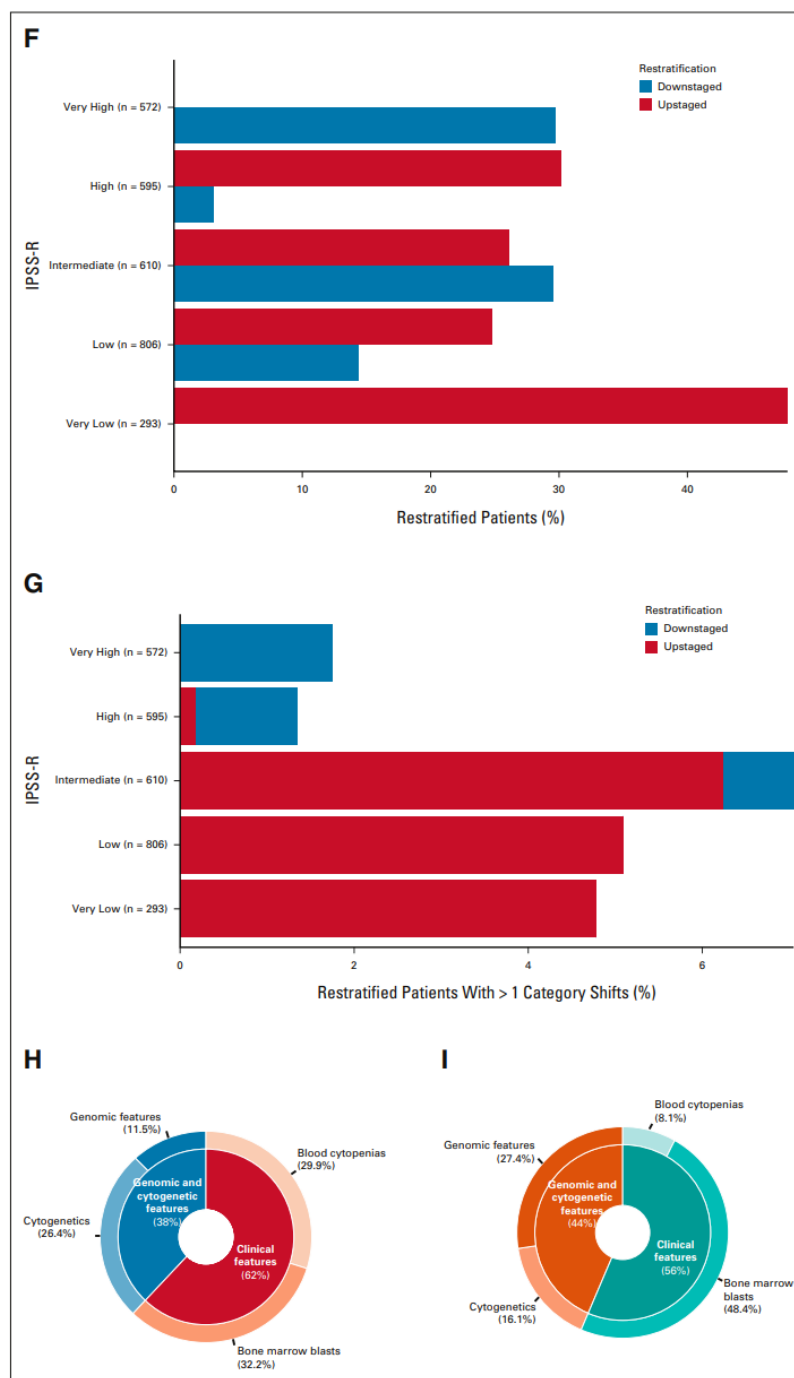 F
Restratification
Downstaged
Upstaged
IPSS-R
Very High (n = 572)
High (n = 595)
Intermediate (n = 610)
Low (n = 806)
Very Low (n = 293)
0 10 20 30 40
Restratified Patients (%)
G
Restratification
Downstaged
Upstaged
IPSS-R
Very High (n = 572)
High (n = 595)
Intermediate (n = 610)
Low (n = 806)
Very Low (n = 293)
0 2 4 6
Restratified Patients With > 1 Category Shifts (%)
H
Genomic features
(11.5%)
Blood cytopenias
(29.9%)
Genomic and
cytogenetic
features
(38%)
Cytogenetics
(26.4%)
Clinical
features
(62%)
Bone marrow blasts
(32.2%)
I
Blood cytopenias
(8.1%)
Genomic features
(27.4%)
Genomic and
cytogenetic
features
(44%)
Clinical
features
(56%)
Cytogenetics
(16.1%)
Bone marrow
blasts
(48.4%)